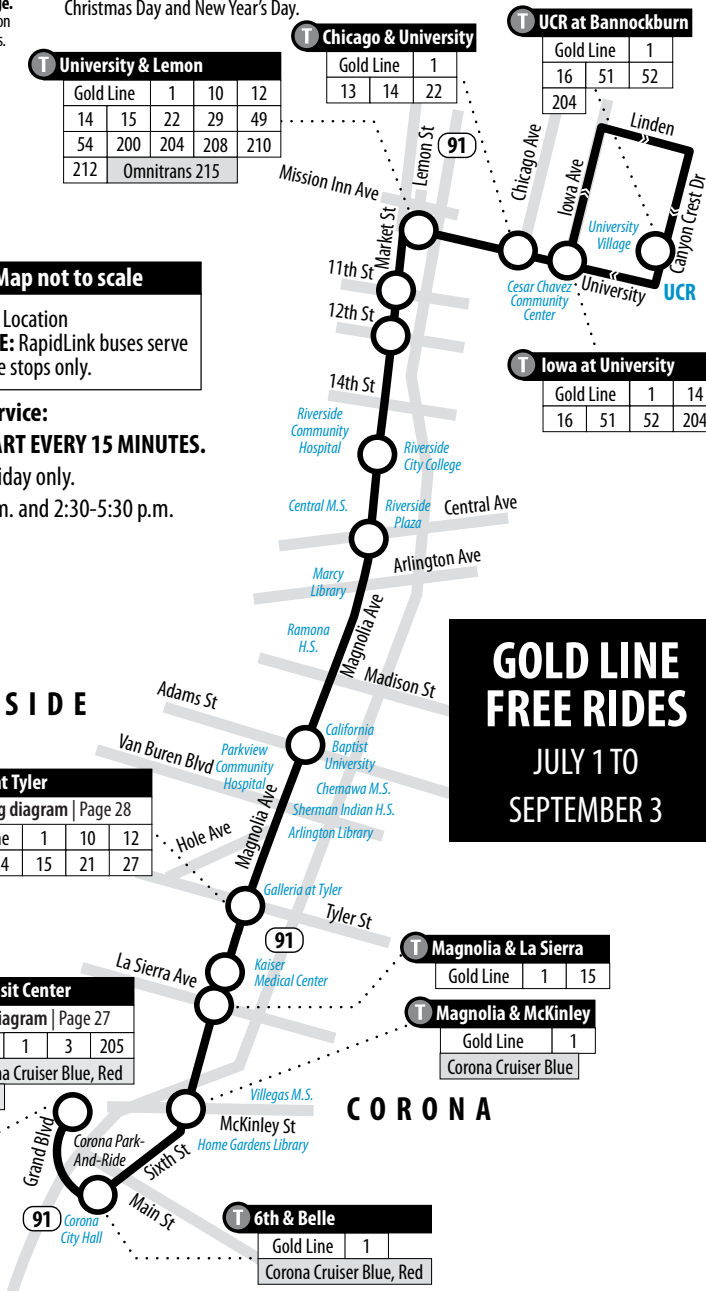 ge.
on
s.
Christmas Day and New Year's Day.
T University & Lemon
Gold Line 1 10 12
14 15 22 29 49
54 200 204 208 210
212 Omnitrans 215
T Chicago & University
Gold Line 1
13 14 22
T UCR at Bannockburn
Gold Line 1
16 51 52
204
Linden
Lemon St
91
Chicago Ave
Iowa Ave
Canyon Crest Dr
Mission Inn Ave
Market St
University
Village
11th St
Cesar Chavez
Community
Center
University
UCR
12th St
Map not to scale
Location
E: RapidLink buses serve
e stops only.
T Iowa at University
Gold Line 1 14
16 51 52 204
14th St
rvice:
ART EVERY 15 MINUTES.
iday only.
m. and 2:30-5:30 p.m.
Riverside
Community
Hospital
Riverside
City College
Central M.S.
Riverside
Plaza
Central Ave
Arlington Ave
Marcy
Library
Magnolia Ave
Ramona
H.S.
Madison St
GOLD LINE
FREE RIDES
JULY 1 TO
SEPTEMBER 3
SIDE
Adams St
Van Buren Blvd
Parkview
Community
Hospital
California
Baptist
University
Chemawa M.S.
Sherman Indian H.S.
Arlington Library
at Tyler
g diagram | Page 28
ne 1 10 12
4 15 21 27
Hole Ave
Magnolia Ave
Galleria at Tyler
Tyler St
91
Kaiser
Medical Center
La Sierra Ave
T Magnolia & La Sierra
Gold Line 1 15
T Magnolia & McKinley
Gold Line 1
Corona Cruiser Blue
sit Center
iagram | Page 27
1 3 205
na Cruiser Blue, Red
Villegas M.S.
CORONA
McKinley St
Home Gardens Library
Grand Blvd
Corona Park-
And-Ride
Sixth St
Main St
91
Corona
City Hall
T 6th & Belle
Gold Line 1
Corona Cruiser Blue, Red